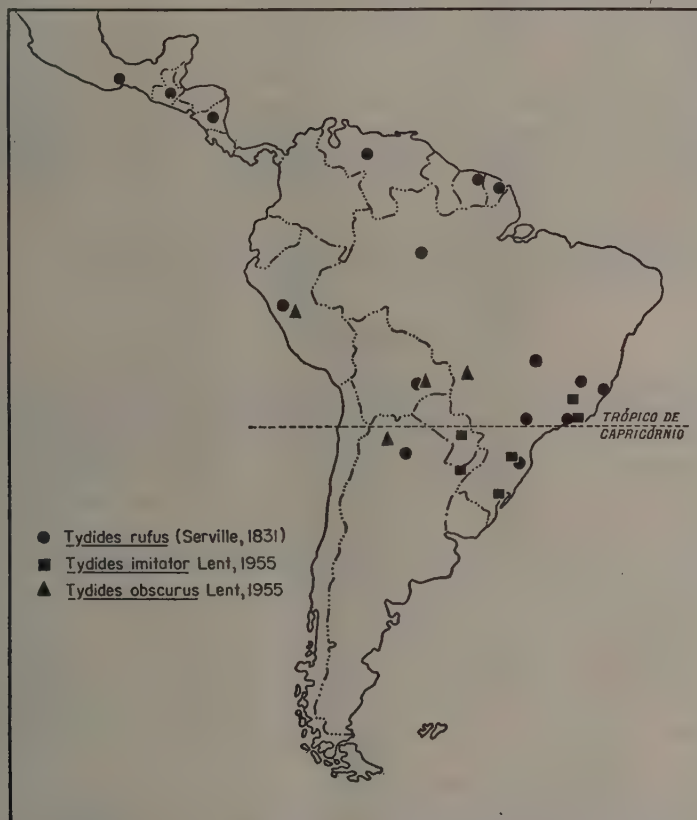 TRÓPICO DE
CAPRICÓRNIO
Tydides rufus (Serville, 1831)
Tydides imitator Lent, 1955
Tydides obscurus Lent, 1955